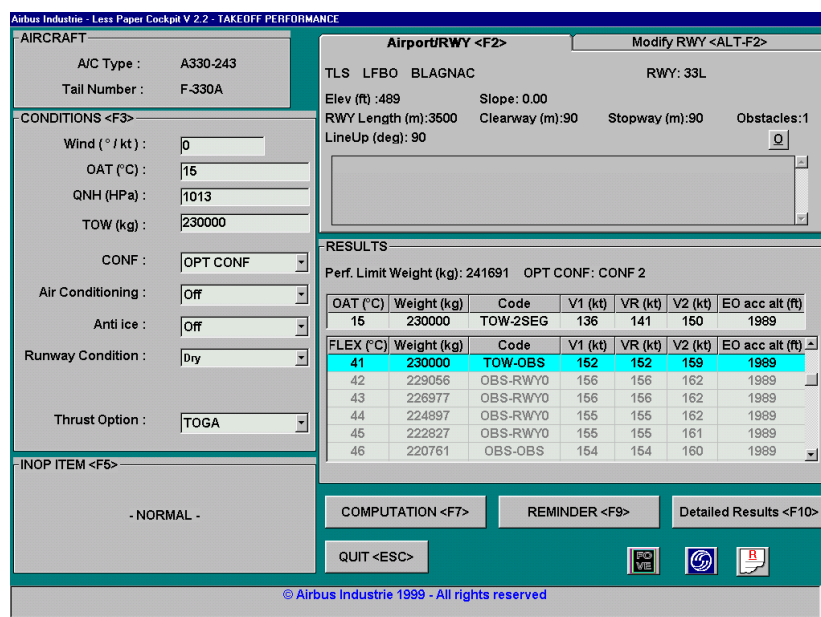 Airbus Industrie - Less Paper Cockpit V 2.2 - TAKEOFF PERFORMANCE
AIRCRAFT
A/C Type : A330-243
Tail Number : F-330A
CONDITIONS <F3>
Wind ( ° / kt ) : 0
OAT (°C) : 15
QNH (HPa) : 1013
TOW (kg) : 230000
CONF : OPT CONF
Air Conditioning : Off
Anti ice : Off
Runway Condition : Dry
Thrust Option : TOGA
INOP ITEM <F5>
- NORMAL -
Airport/RWY <F2> Modify RWY <ALT-F2>
TLS LFBO BLAGNAC RWY: 33L
Elev (ft) :489 Slope: 0.00
RWY Length (m):3500 Clearway (m):90 Stopway (m):90 Obstacles:1
LineUp (deg): 90 O
RESULTS
Perf. Limit Weight (kg): 241691 OPT CONF: CONF 2
OAT (°C) Weight (kg) Code V1 (kt) VR (kt) V2 (kt) EO acc alt (ft)
15 230000 TOW-2SEG 136 141 150 1989
FLEX (°C) Weight (kg) Code V1 (kt) VR (kt) V2 (kt) EO acc alt (ft)
41 230000 TOW-OBS 152 152 159 1989
42 229056 OBS-RWY0 156 156 162 1989
43 226977 OBS-RWY0 156 156 162 1989
44 224897 OBS-RWY0 155 155 162 1989
45 222827 OBS-RWY0 155 155 161 1989
46 220761 OBS-OBS 154 154 160 1989
COMPUTATION <F7> REMINDER <F9> Detailed Results <F10>
QUIT <ESC>
FO
VE
R
© Airbus Industrie 1999 - All rights reserved